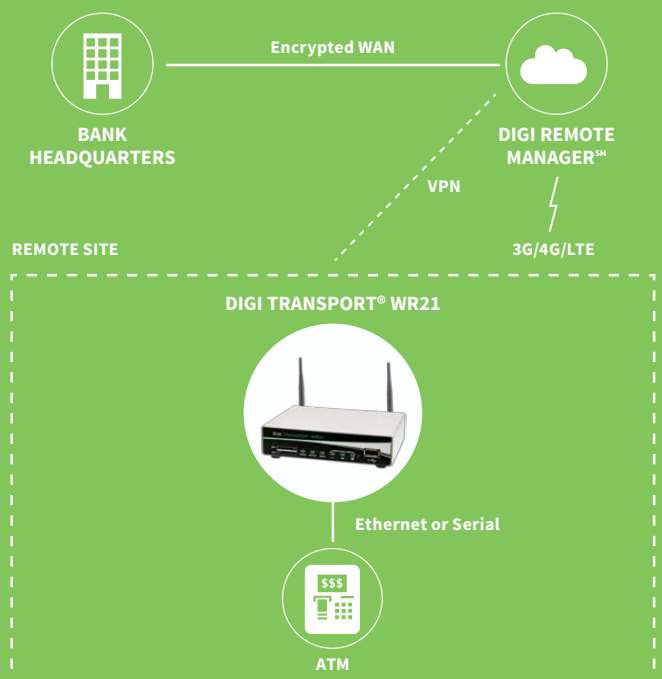 Encrypted WAN
BANK
HEADQUARTERS
DIGI REMOTE
MANAGER℠
VPN
REMOTE SITE
3G/4G/LTE
DIGI TRANSPORT® WR21
Ethernet or Serial
$$$
ATM